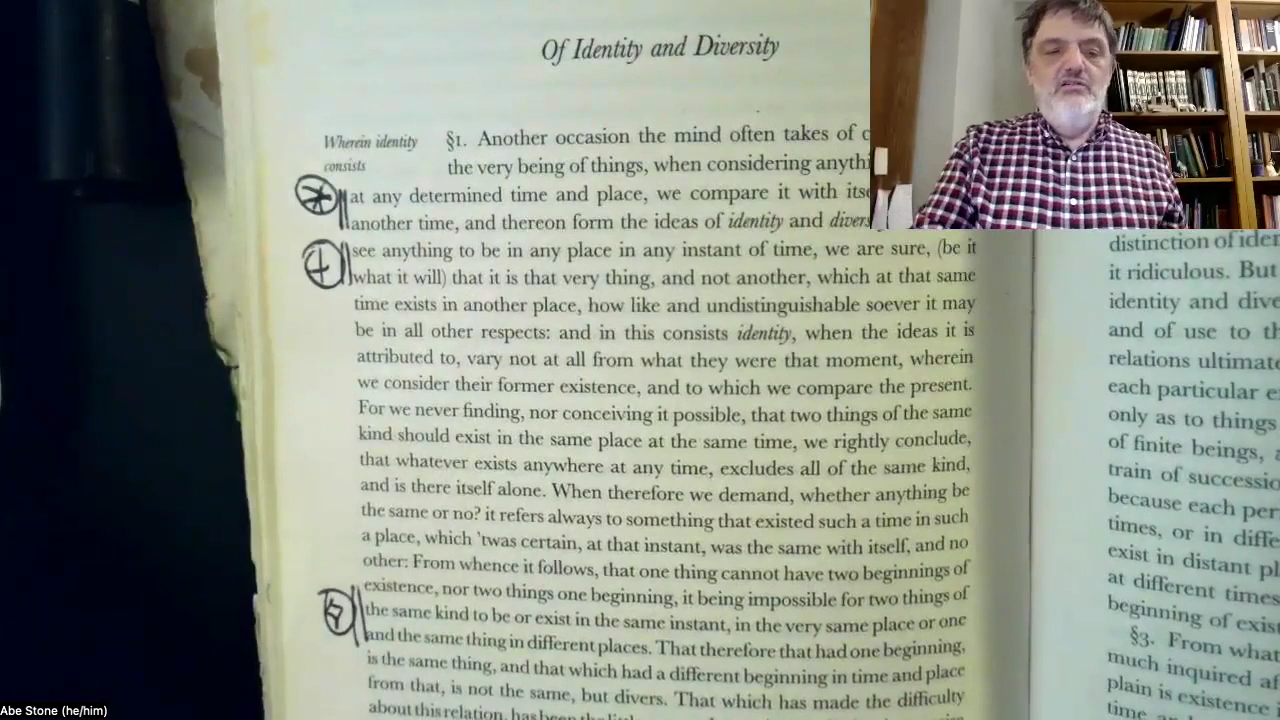 Of Identity and Diversity
Wherein identity
consists
§1. Another occasion the mind often takes of c
the very being of things, when considering anythi
at any determined time and place, we compare it with itse
another time, and thereon form the ideas of identity and divers
see anything to be in any place in any instant of time, we are sure, (be it
what it will) that it is that very thing, and not another, which at that same
time exists in another place, how like and undistinguishable soever it may
be in all other respects: and in this consists identity, when the ideas it is
attributed to, vary not at all from what they were that moment, wherein
we consider their former existence, and to which we compare the present.
For we never finding, nor conceiving it possible, that two things of the same
kind should exist in the same place at the same time, we rightly conclude,
that whatever exists anywhere at any time, excludes all of the same kind,
and is there itself alone. When therefore we demand, whether anything be
the same or no? it refers always to something that existed such a time in such
a place, which 'twas certain, at that instant, was the same with itself, and no
other: From whence it follows, that one thing cannot have two beginnings of
existence, nor two things one beginning, it being impossible for two things of
the same kind to be or exist in the same instant, in the very same place or one
and the same thing in different places. That therefore that had one beginning,
is the same thing, and that which had a different beginning in time and place
from that, is not the same, but divers. That which has made the difficulty
about this relation, has been the
distinction of iden
it ridiculous. But
identity and dive
and of use to th
relations ultimate
each particular e
only as to things
of finite beings,
train of successio
because each per
times, or in diffe
exist in distant pl
at different times
beginning of exist
§3. From what
much inquired af
plain is existence
time
Abe Stone (he/him)